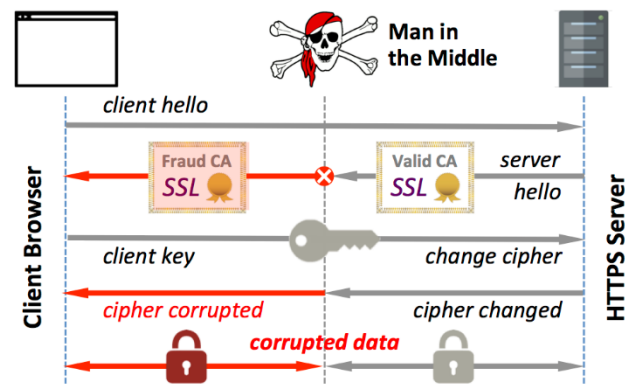 Man in
the Middle
client hello
Fraud CA
SSL
Valid CA
SSL
server
hello
client key
change cipher
cipher corrupted
cipher changed
corrupted data
Client Browser
HTTPS Server